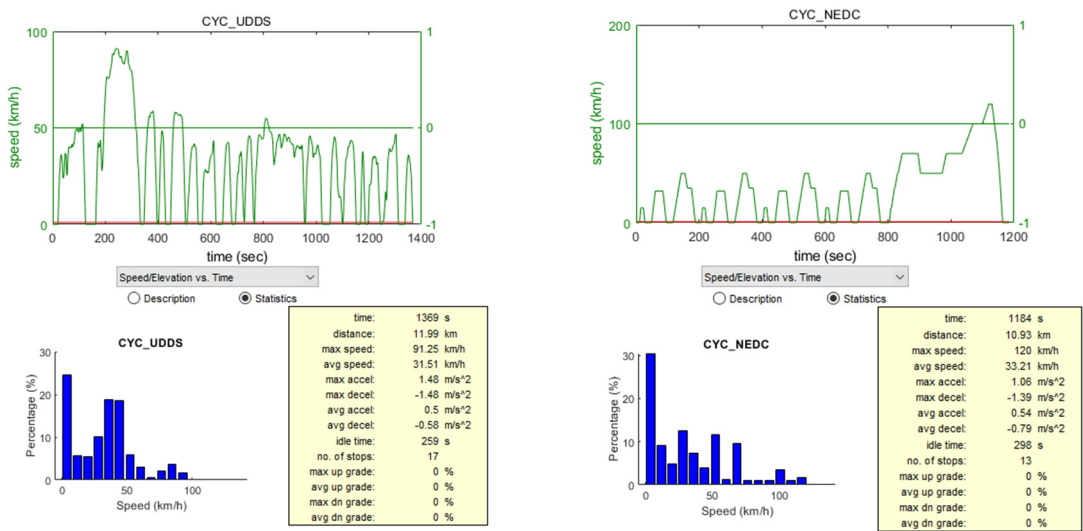 CYC_UDDS
100
50
0
1
0
-1
speed (km/h)
0 200 400 600 800 1000 1200 1400
time (sec)
Speed/Elevation vs. Time
Description Statistics
CYC_UDDS
30
20
10
0
Percentage (%)
0 50 100
Speed (km/h)
time: 1369 s
distance: 11.99 km
max speed: 91.25 km/h
avg speed: 31.51 km/h
max accel: 1.48 m/s^2
max decel: -1.48 m/s^2
avg accel: 0.5 m/s^2
avg decel: -0.58 m/s^2
idle time: 259 s
no. of stops: 17
max up grade: 0 %
avg up grade: 0 %
max dn grade: 0 %
avg dn grade: 0 %
CYC_NEDC
200
100
0
1
0
-1
speed (km/h)
0 200 400 600 800 1000 1200
time (sec)
Speed/Elevation vs. Time
Description Statistics
CYC_NEDC
30
20
10
0
Percentage (%)
0 50 100
Speed (km/h)
time: 1184 s
distance: 10.93 km
max speed: 120 km/h
avg speed: 33.21 km/h
max accel: 1.06 m/s^2
max decel: -1.39 m/s^2
avg accel: 0.54 m/s^2
avg decel: -0.79 m/s^2
idle time: 298 s
no. of stops: 13
max up grade: 0 %
avg up grade: 0 %
max dn grade: 0 %
avg dn grade: 0 %